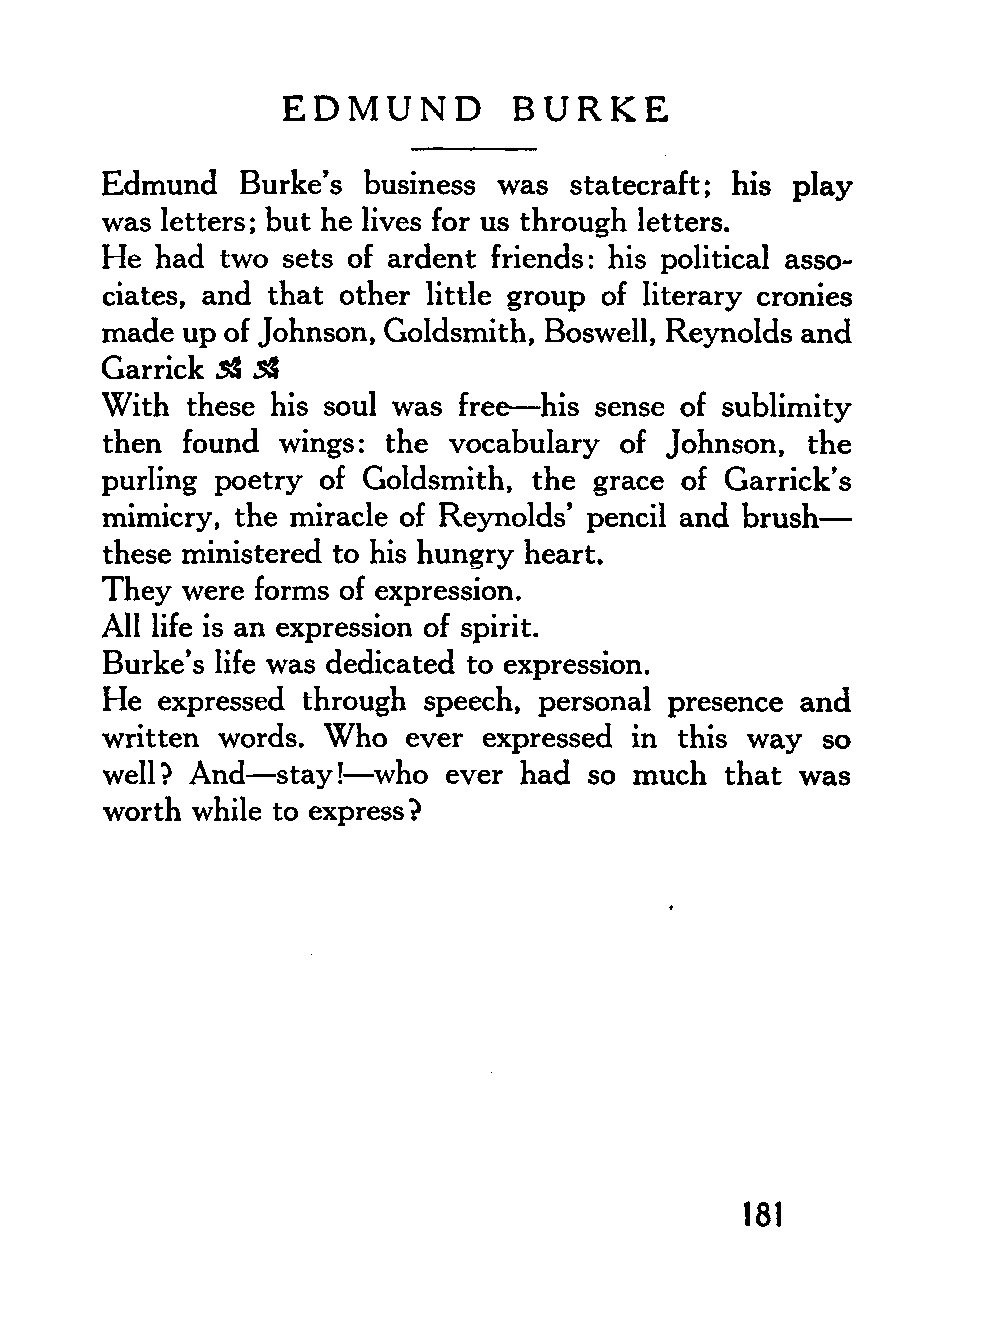 EDMUND BURKE
Edmund Burke's business was statecraft; his play
was letters; but he lives for us through letters.
He had two sets of ardent friends: his political asso-
ciates, and that other little group of literary cronies
made up of Johnson, Goldsmith, Boswell, Reynolds and
Garrick
With these his soul was free—his sense of sublimity
then found wings: the vocabulary of Johnson, the
purling poetry of Goldsmith, the grace of Garrick's
mimicry, the miracle of Reynolds' pencil and brush—
these ministered to his hungry heart.
They were forms of expression.
All life is an expression of spirit.
Burke's life was dedicated to expression.
He expressed through speech, personal presence and
written words. Who ever expressed in this way so
well? And—stay!—who ever had so much that was
worth while to express?
181